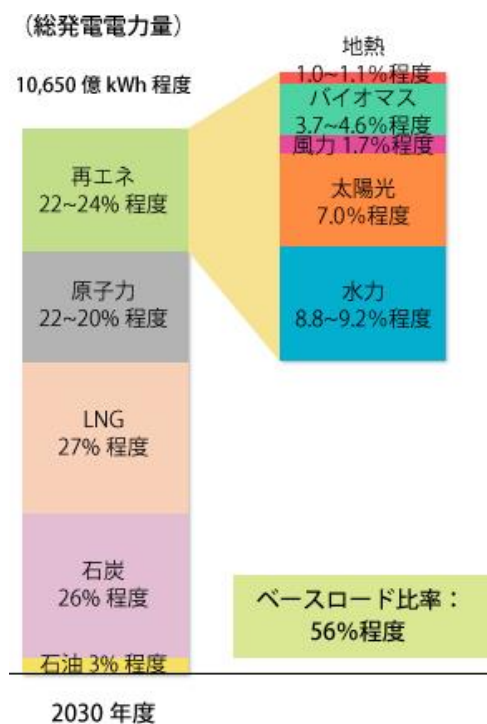 （総発電電力量）
10,650 億 kWh 程度
再エネ
22~24% 程度
原子力
22~20% 程度
LNG
27% 程度
石炭
26% 程度
石油 3% 程度
2030 年度
地熱
1.0~1.1%程度
バイオマス
3.7~4.6%程度
風力 1.7%程度
太陽光
7.0%程度
水力
8.8~9.2%程度
ベースロード比率：
56%程度